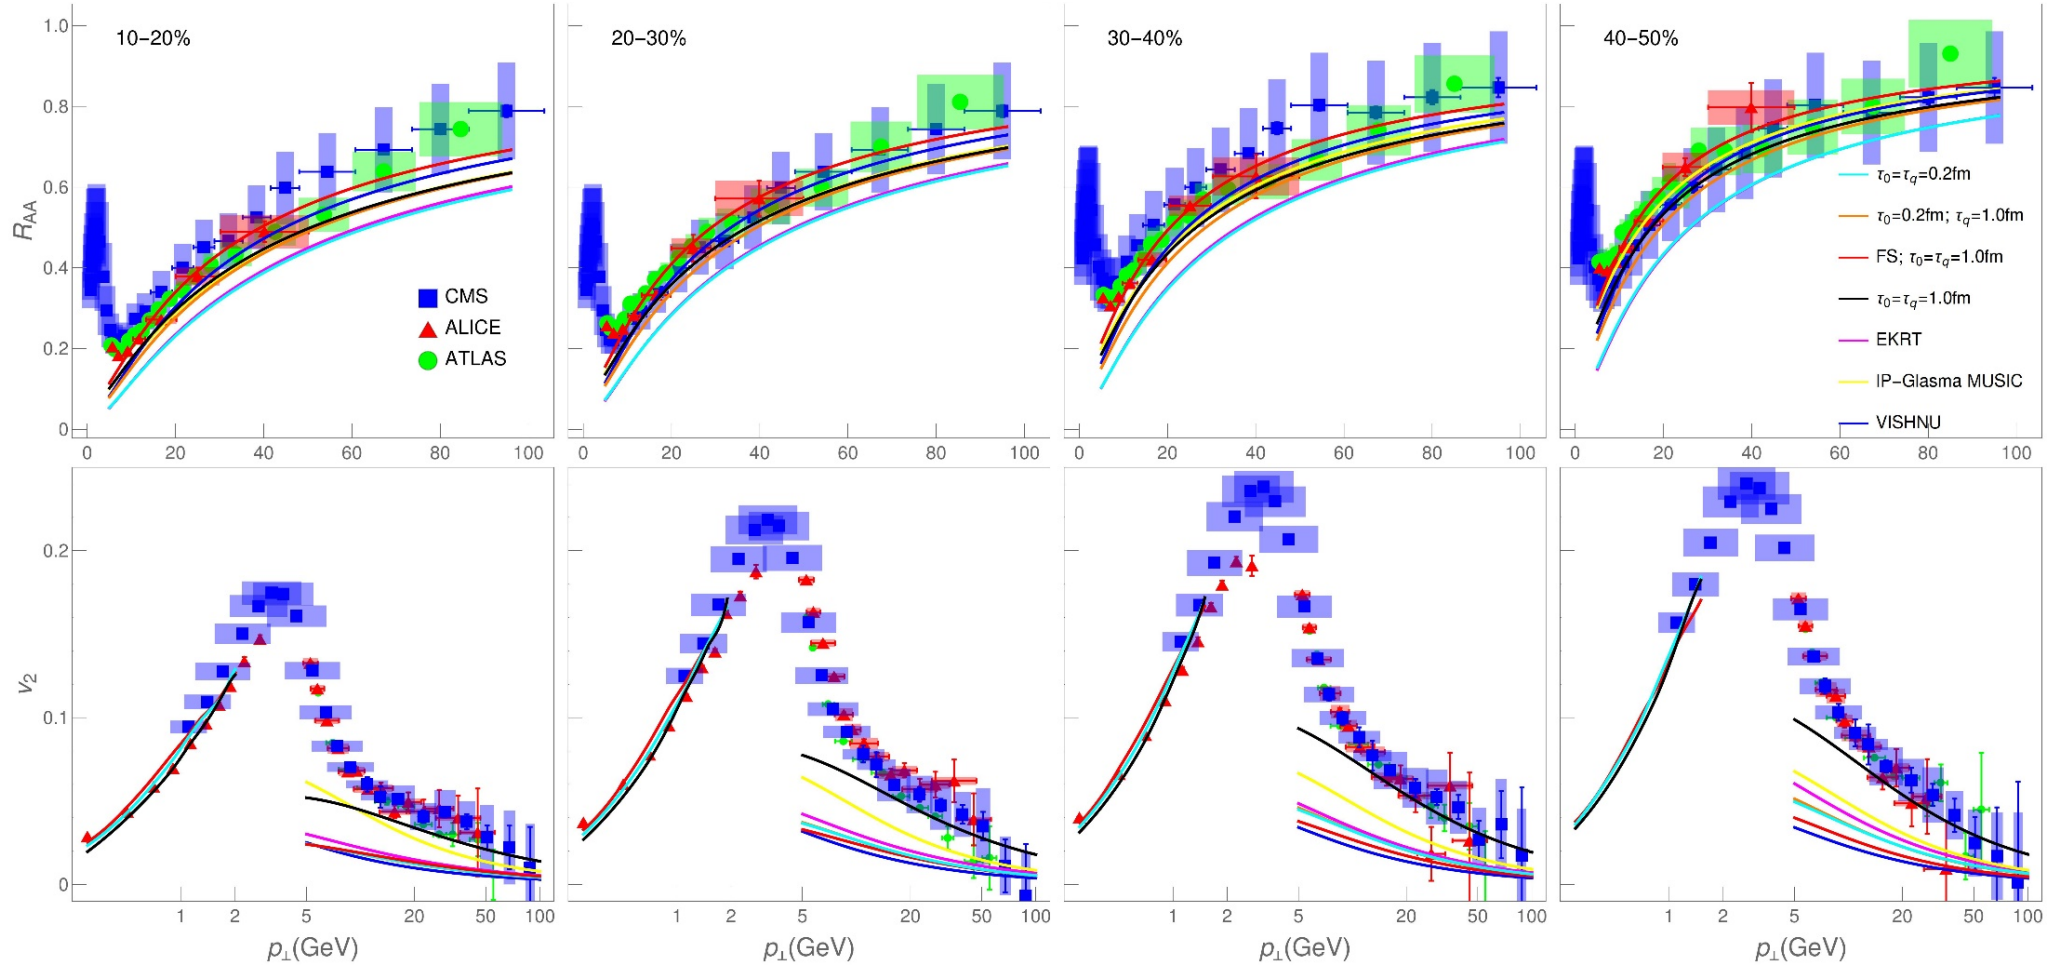 10−20%
20−30%
30−40%
40−50%
1.0
0.8
0.6
0.4
0.2
0
R_AA
CMS
ALICE
ATLAS
τ₀=τ_q=0.2fm
τ₀=0.2fm; τ_q=1.0fm
FS; τ₀=τ_q=1.0fm
τ₀=τ_q=1.0fm
EKRT
IP−Glasma MUSIC
VISHNU
0 20 40 60 80 100
0 20 40 60 80 100
0 20 40 60 80 100
0 20 40 60 80 100
0.2
0.1
0
v₂
1 2 5 20 50 100
1 2 5 20 50 100
1 2 5 20 50 100
1 2 5 20 50 100
p⊥(GeV)
p⊥(GeV)
p⊥(GeV)
p⊥(GeV)